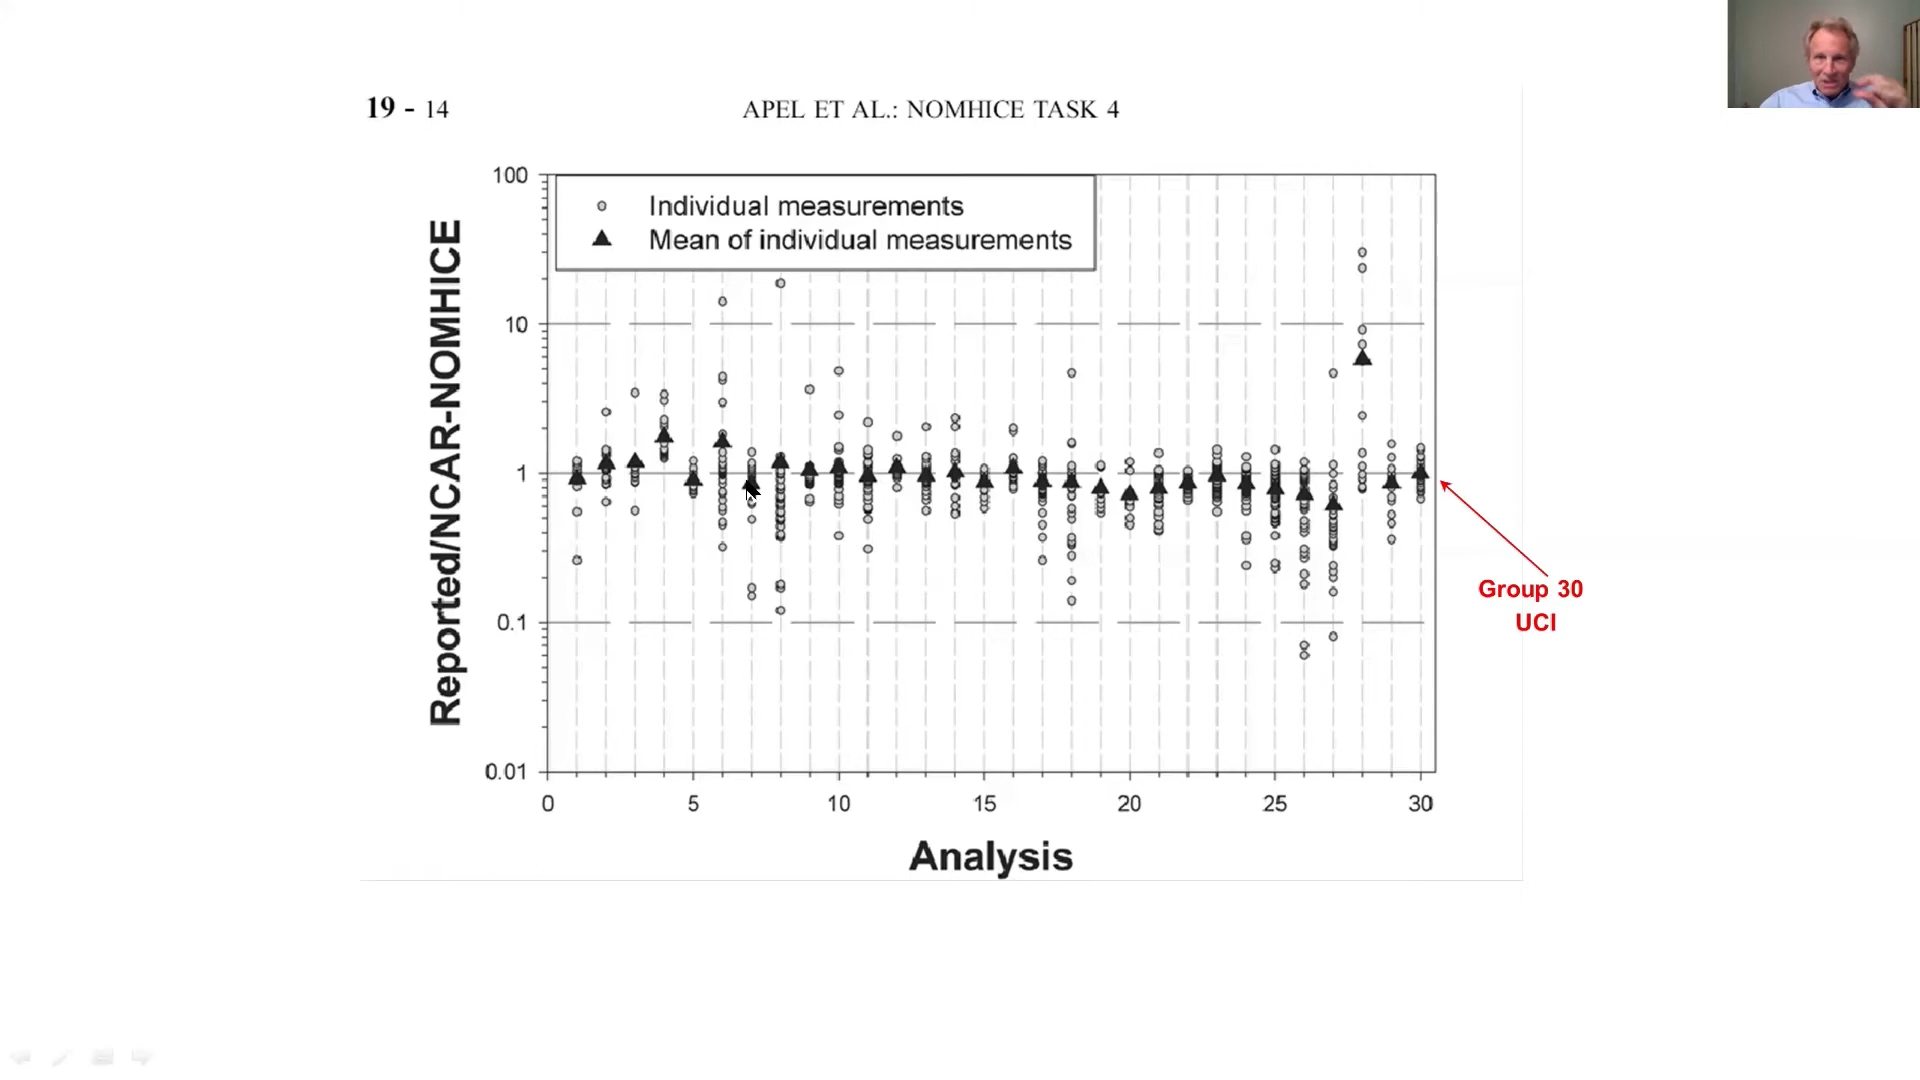 19 - 14
APEL ET AL.: NOMHICE TASK 4
100
10
1
0.1
0.01
Reported/NCAR-NOMHICE
Individual measurements
Mean of individual measurements
0 5 10 15 20 25 30
Analysis
Group 30
UCI